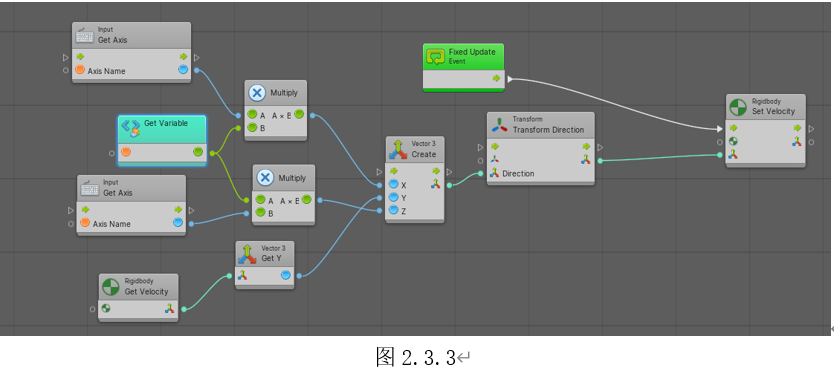 Input
Get Axis
Axis Name
Get Variable
Input
Get Axis
Axis Name
Rigidbody
Get Velocity
Multiply
A A × B
B
Multiply
A A × B
B
Vector 3
Get Y
Vector 3
Create
X
Y
Z
Fixed Update
Event
Transform
Transform Direction
Direction
Rigidbody
Set Velocity
图 2.3.3